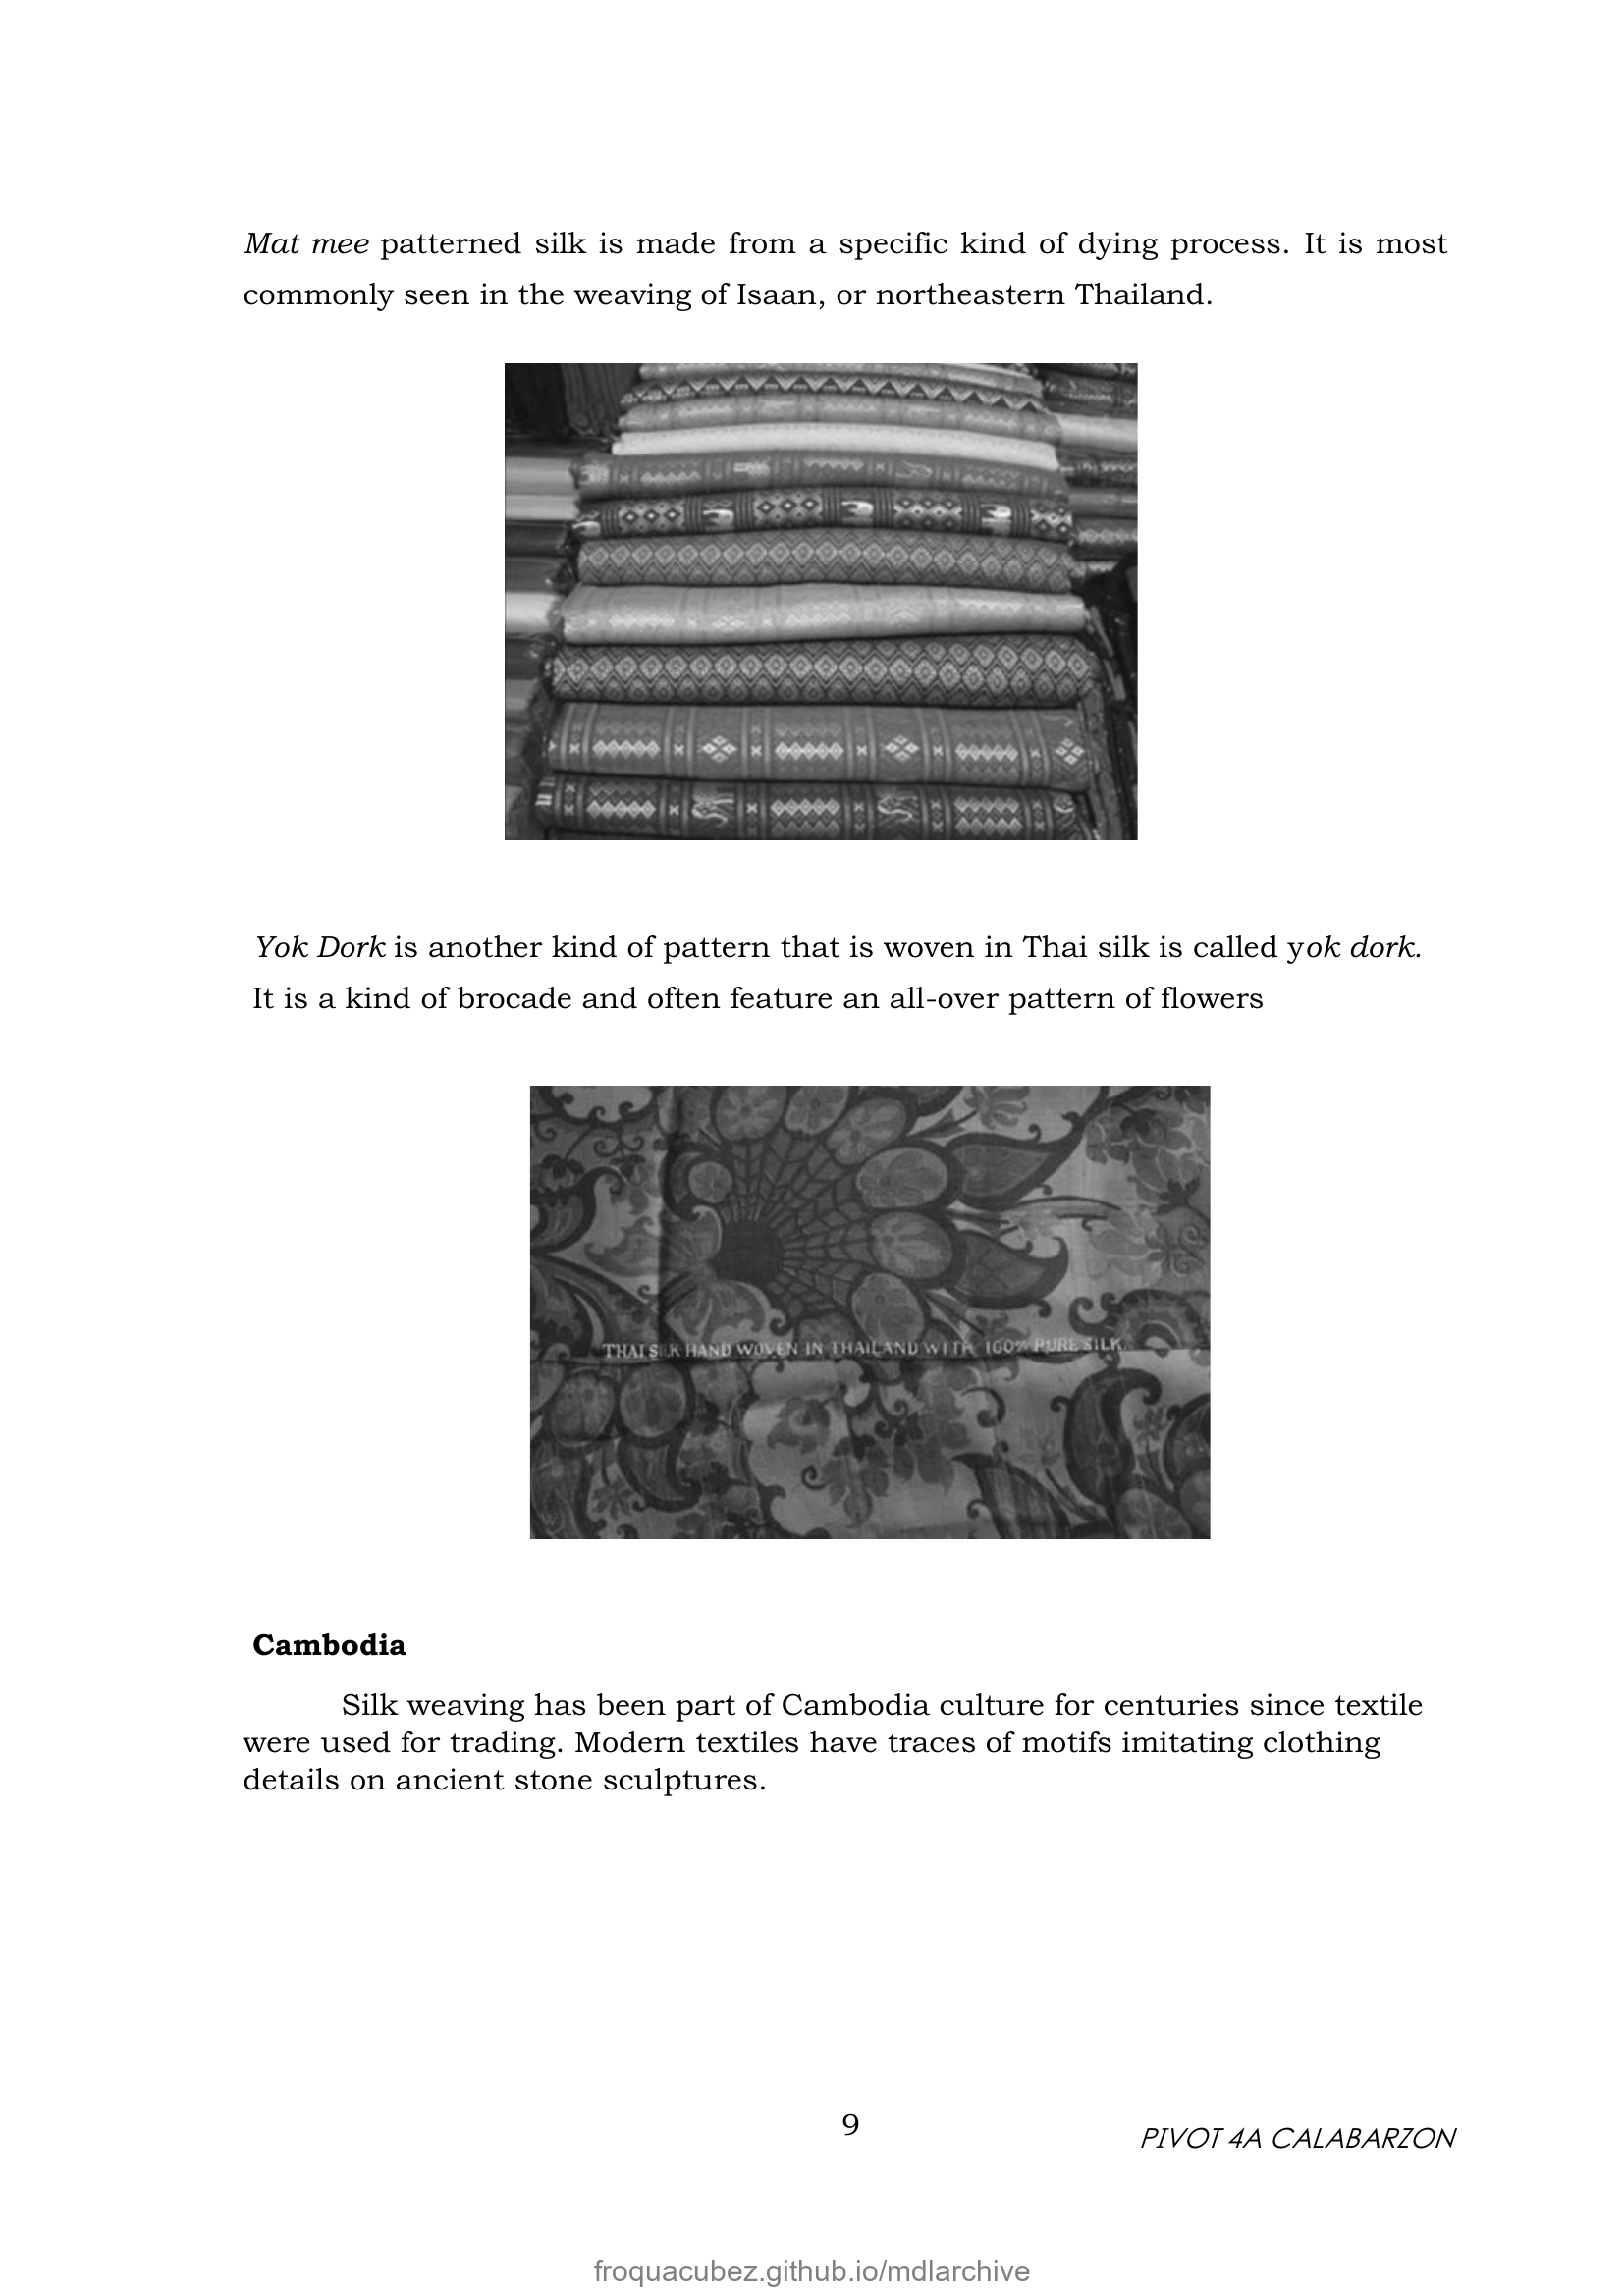 Mat mee patterned silk is made from a specific kind of dying process. It is most
commonly seen in the weaving of Isaan, or northeastern Thailand.
Yok Dork is another kind of pattern that is woven in Thai silk is called yok dork.
It is a kind of brocade and often feature an all-over pattern of flowers
THAI SILK HAND WOVEN IN THAILAND WITH 100% PURE SILK
Cambodia
Silk weaving has been part of Cambodia culture for centuries since textile
were used for trading. Modern textiles have traces of motifs imitating clothing
details on ancient stone sculptures.
9
PIVOT 4A CALABARZON
froquacubez.github.io/mdlarchive